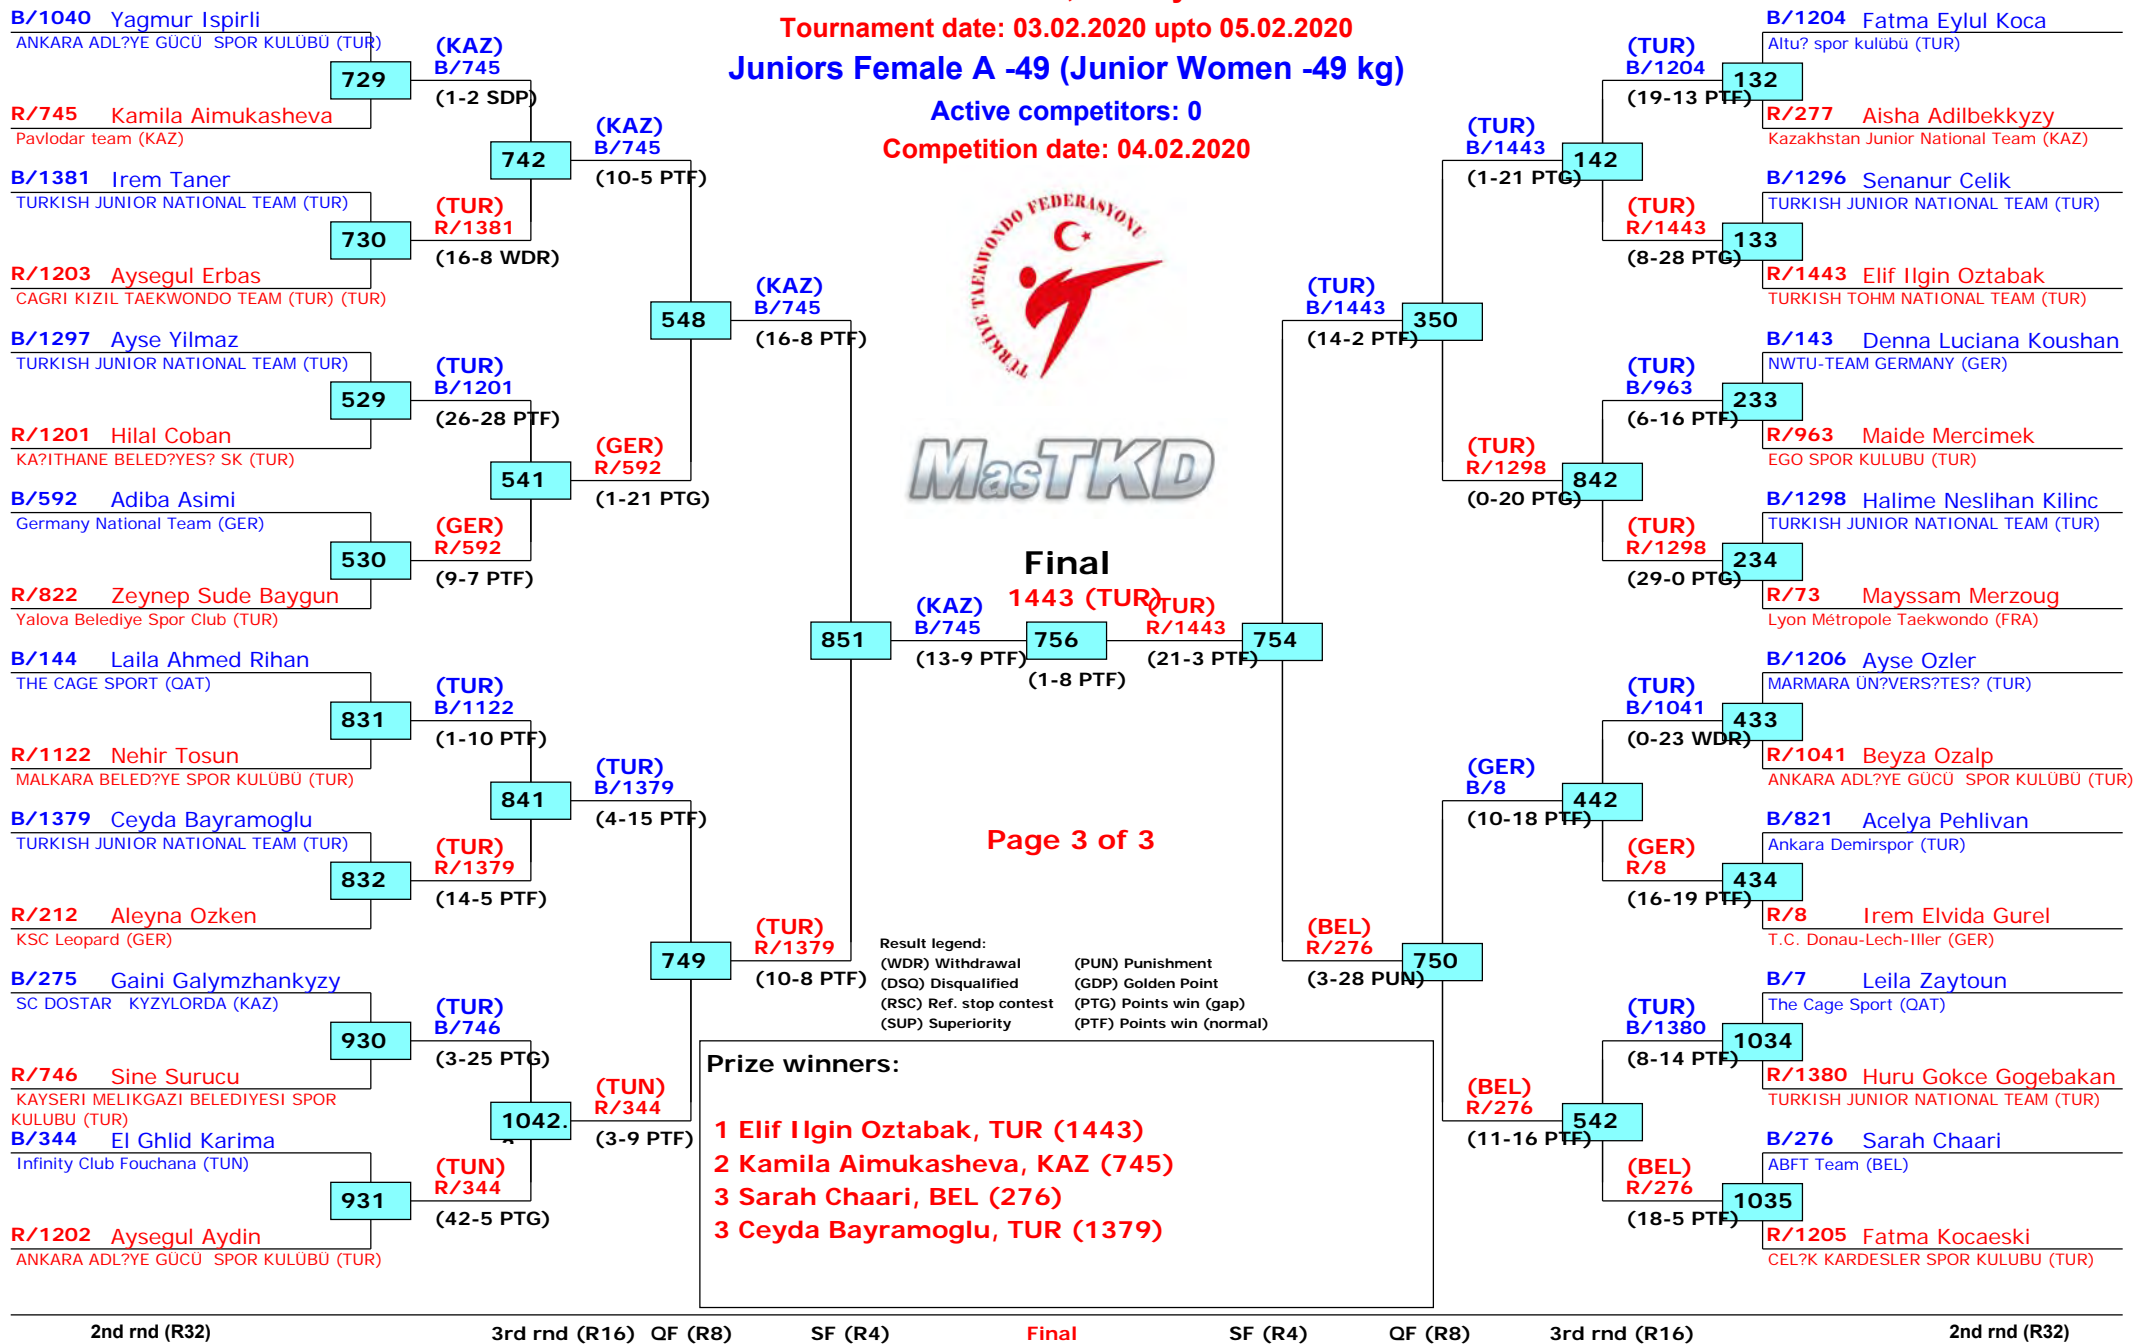 Tournament date: 03.02.2020 upto 05.02.2020
Juniors Female A -49 (Junior Women -49 kg)
Active competitors: 0
Competition date: 04.02.2020
B/1040 Yagmur Ispirli
ANKARA ADL?YE GÜCÜ SPOR KULÜBÜ (TUR)
729
R/745 Kamila Aimukasheva
Pavlodar team (KAZ)
B/1381 Irem Taner
TURKISH JUNIOR NATIONAL TEAM (TUR)
730
R/1203 Aysegul Erbas
CAGRI KIZIL TAEKWONDO TEAM (TUR) (TUR)
B/1297 Ayse Yilmaz
TURKISH JUNIOR NATIONAL TEAM (TUR)
529
R/1201 Hilal Coban
KA?ITHANE BELED?YES? SK (TUR)
B/592 Adiba Asimi
Germany National Team (GER)
530
R/822 Zeynep Sude Baygun
Yalova Belediye Spor Club (TUR)
B/144 Laila Ahmed Rihan
THE CAGE SPORT (QAT)
831
R/1122 Nehir Tosun
MALKARA BELED?YE SPOR KULÜBÜ (TUR)
B/1379 Ceyda Bayramoglu
TURKISH JUNIOR NATIONAL TEAM (TUR)
832
R/212 Aleyna Ozken
KSC Leopard (GER)
B/275 Gaini Galymzhankyzy
SC DOSTAR KYZYLORDA (KAZ)
930
R/746 Sine Surucu
KAYSERI MELIKGAZI BELEDIYESI SPOR
KULUBU (TUR)
B/344 El Ghlid Karima
Infinity Club Fouchana (TUN)
931
R/1202 Aysegul Aydin
ANKARA ADL?YE GÜCÜ SPOR KULÜBÜ (TUR)
(KAZ)
B/745
(1-2 SDP)
742
(TUR)
R/1381
(16-8 WDR)
(TUR)
B/1201
(26-28 PTF)
541
(GER)
R/592
(9-7 PTF)
(TUR)
B/1122
(1-10 PTF)
841
(TUR)
R/1379
(14-5 PTF)
(TUR)
B/746
(3-25 PTG)
1042.
(TUN)
R/344
(42-5 PTG)
(KAZ)
B/745
(10-5 PTF)
548
(GER)
R/592
(1-21 PTG)
(TUR)
B/1379
(4-15 PTF)
749
(TUN)
R/344
(3-9 PTF)
(KAZ)
B/745
(16-8 PTF)
851
(TUR)
R/1379
(10-8 PTF)
TÜRKİYE TAEKWONDO FEDERASYONU
MasTKD
Final
1443 (TUR)
(KAZ)
B/745
(13-9 PTF)
756
(1-8 PTF)
(TUR)
R/1443
(21-3 PTF)
754
Page 3 of 3
Result legend:
(WDR) Withdrawal (PUN) Punishment
(DSQ) Disqualified (GDP) Golden Point
(RSC) Ref. stop contest (PTG) Points win (gap)
(SUP) Superiority (PTF) Points win (normal)
Prize winners:
1 Elif Ilgin Oztabak, TUR (1443)
2 Kamila Aimukasheva, KAZ (745)
3 Sarah Chaari, BEL (276)
3 Ceyda Bayramoglu, TUR (1379)
(TUR)
B/1443
(14-2 PTF)
350
(BEL)
R/276
(3-28 PUN)
750
(TUR)
B/1443
(1-21 PTG)
142
(TUR)
R/1298
(0-20 PTG)
842
(GER)
B/8
(10-18 PTF)
442
(BEL)
R/276
(11-16 PTF)
542
(TUR)
B/1204
(19-13 PTF)
132
(TUR)
R/1443
(8-28 PTG)
133
(TUR)
B/963
(6-16 PTF)
233
(TUR)
R/1298
(29-0 PTG)
234
(TUR)
B/1041
(0-23 WDR)
433
(GER)
R/8
(16-19 PTF)
434
(TUR)
B/1380
(8-14 PTF)
1034
(BEL)
R/276
(18-5 PTF)
1035
B/1204 Fatma Eylul Koca
Altu? spor kulübü (TUR)
R/277 Aisha Adilbekkyzy
Kazakhstan Junior National Team (KAZ)
B/1296 Senanur Celik
TURKISH JUNIOR NATIONAL TEAM (TUR)
R/1443 Elif Ilgin Oztabak
TURKISH TOHM NATIONAL TEAM (TUR)
B/143 Denna Luciana Koushan
NWTU-TEAM GERMANY (GER)
R/963 Maide Mercimek
EGO SPOR KULUBU (TUR)
B/1298 Halime Neslihan Kilinc
TURKISH JUNIOR NATIONAL TEAM (TUR)
R/73 Mayssam Merzoug
Lyon Métropole Taekwondo (FRA)
B/1206 Ayse Ozler
MARMARA ÜN?VERS?TES? (TUR)
R/1041 Beyza Ozalp
ANKARA ADL?YE GÜCÜ SPOR KULÜBÜ (TUR)
B/821 Acelya Pehlivan
Ankara Demirspor (TUR)
R/8 Irem Elvida Gurel
T.C. Donau-Lech-Iller (GER)
B/7 Leila Zaytoun
The Cage Sport (QAT)
R/1380 Huru Gokce Gogebakan
TURKISH JUNIOR NATIONAL TEAM (TUR)
B/276 Sarah Chaari
ABFT Team (BEL)
R/1205 Fatma Kocaeski
CEL?K KARDESLER SPOR KULUBU (TUR)
2nd rnd (R32) 3rd rnd (R16) QF (R8) SF (R4) Final SF (R4) QF (R8) 3rd rnd (R16) 2nd rnd (R32)